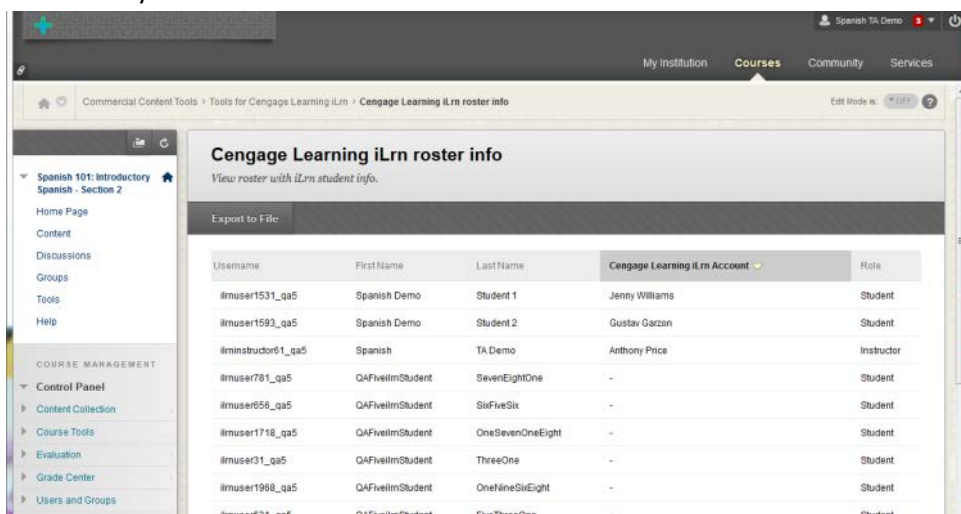 Spanish TA Demo 3
My Institution Courses Community Services
Commercial Content Tools › Tools for Cengage Learning iLrn › Cengage Learning iLrn roster info Edit Mode is: OFF ?
Spanish 101: Introductory Spanish - Section 2
Home Page
Content
Discussions
Groups
Tools
Help
COURSE MANAGEMENT
Control Panel
Content Collection
Course Tools
Evaluation
Grade Center
Users and Groups
Cengage Learning iLrn roster info
View roster with iLrn student info.
Export to File
Username First Name Last Name Cengage Learning iLrn Account Role
ilrnuser1531_qa5 Spanish Demo Student 1 Jenny Williams Student
ilrnuser1593_qa5 Spanish Demo Student 2 Gustav Garzon Student
ilrninstructor61_qa5 Spanish TA Demo Anthony Price Instructor
ilrnuser781_qa5 QAFiveilrnStudent SevenEightOne - Student
ilrnuser656_qa5 QAFiveilrnStudent SixFiveSix - Student
ilrnuser1718_qa5 QAFiveilrnStudent OneSevenOneEight - Student
ilrnuser31_qa5 QAFiveilrnStudent ThreeOne - Student
ilrnuser1968_qa5 QAFiveilrnStudent OneNineSixEight - Student